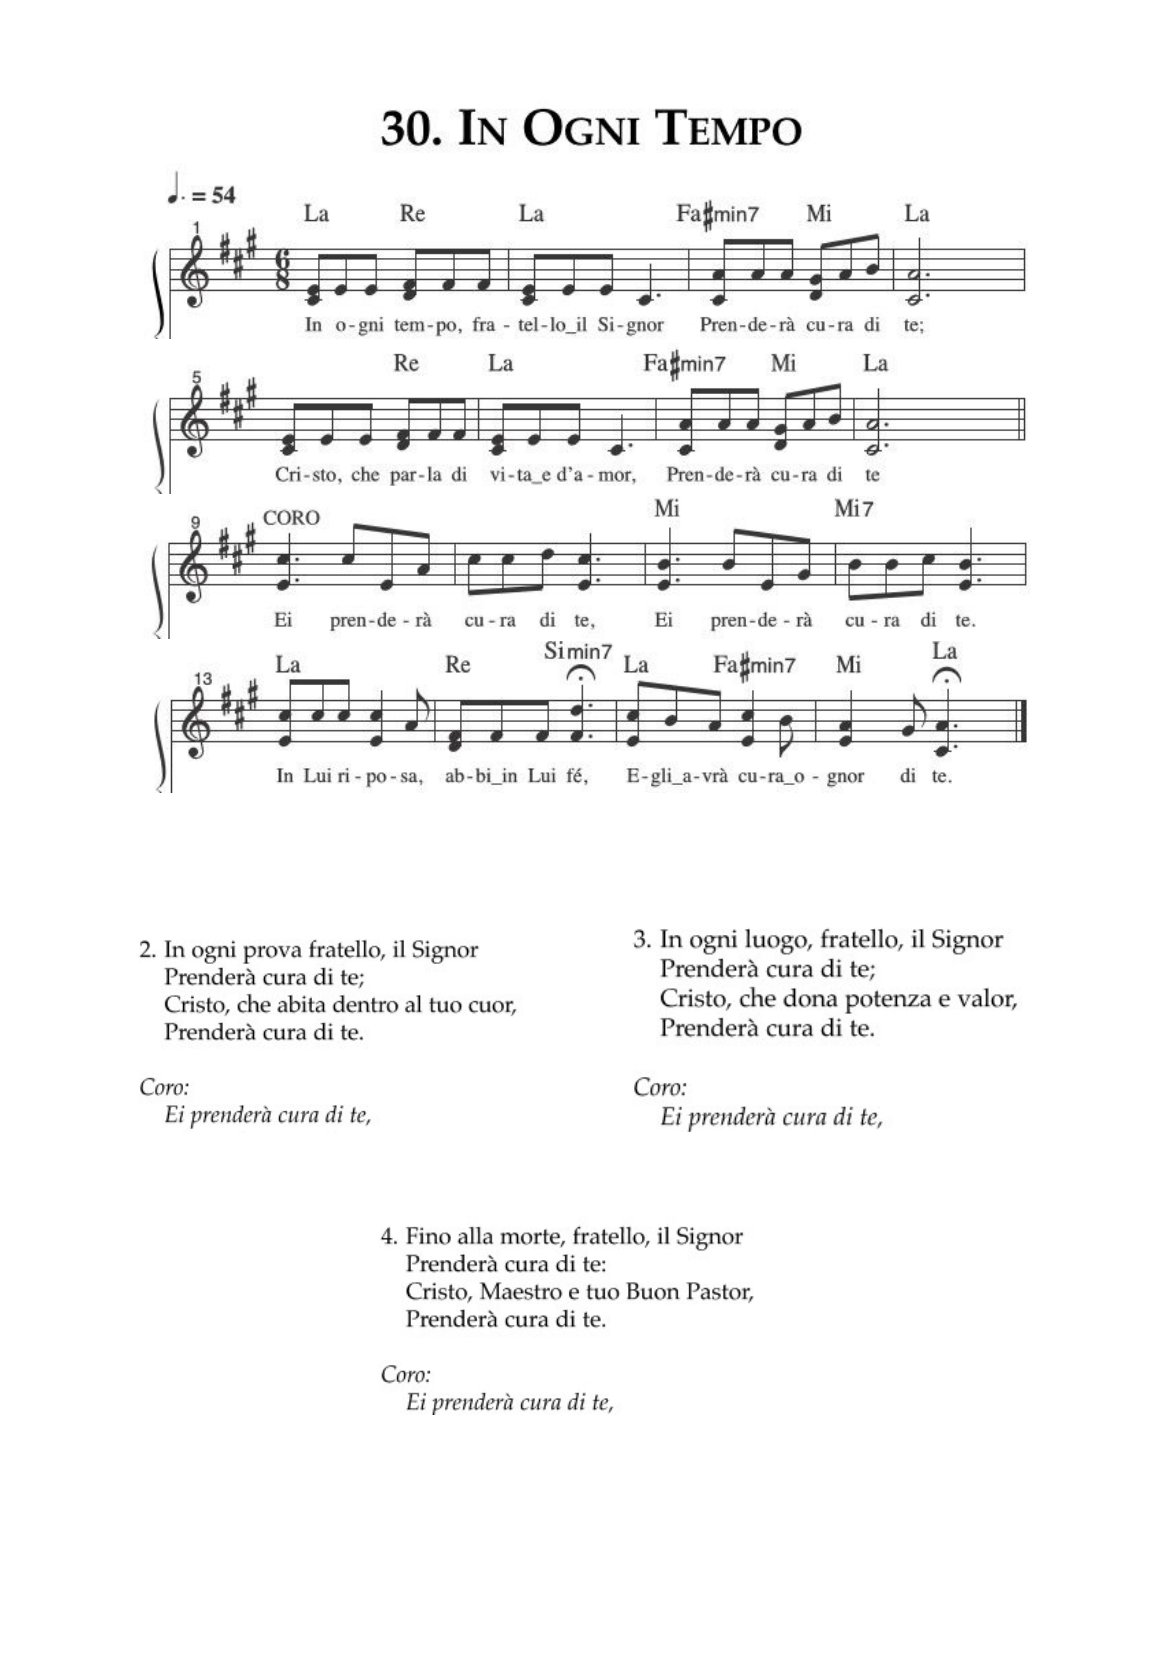 30. In Ogni Tempo
♩. = 54
La Re La Fa♯min7 Mi La
1
6
8
In o-gni tem-po, fra - tel-lo_il Si-gnor Pren-de-rà cu-ra di te;
Re La Fa♯min7 Mi La
5
Cri-sto, che par-la di vi-ta_e d'a-mor, Pren-de-rà cu-ra di te
Mi Mi7
9 CORO
Ei pren-de - rà cu - ra di te, Ei pren-de - rà cu - ra di te.
La Re Simin7 La Fa♯min7 Mi La
13
In Lui ri - po - sa, ab-bi_in Lui fé, E-gli_a-vrà cu-ra_o - gnor di te.
2. In ogni prova fratello, il Signor
Prenderà cura di te;
Cristo, che abita dentro al tuo cuor,
Prenderà cura di te.
Coro:
Ei prenderà cura di te,
3. In ogni luogo, fratello, il Signor
Prenderà cura di te;
Cristo, che dona potenza e valor,
Prenderà cura di te.
Coro:
Ei prenderà cura di te,
4. Fino alla morte, fratello, il Signor
Prenderà cura di te:
Cristo, Maestro e tuo Buon Pastor,
Prenderà cura di te.
Coro:
Ei prenderà cura di te,